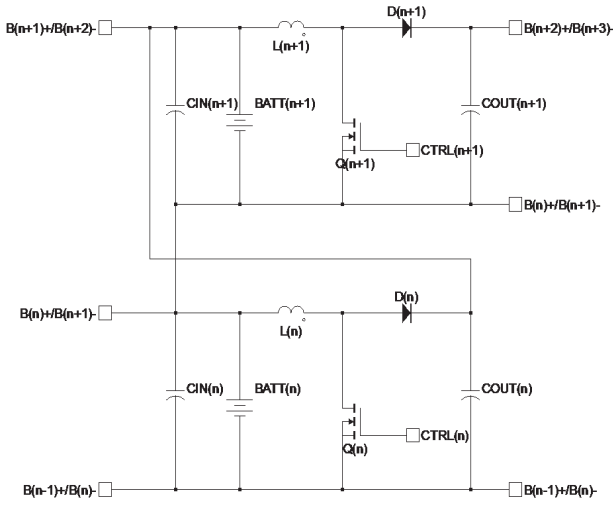 D(n+1)
B(n+1)+/B(n+2)-
B(n+2)+/B(n+3)-
L(n+1)
CIN(n+1)
BATT(n+1)
COUT(n+1)
CTRL(n+1)
Q(n+1)
B(n)+/B(n+1)-
D(n)
B(n)+/B(n+1)-
L(n)
CIN(n)
BATT(n)
COUT(n)
CTRL(n)
Q(n)
B(n-1)+/B(n)-
B(n-1)+/B(n)-